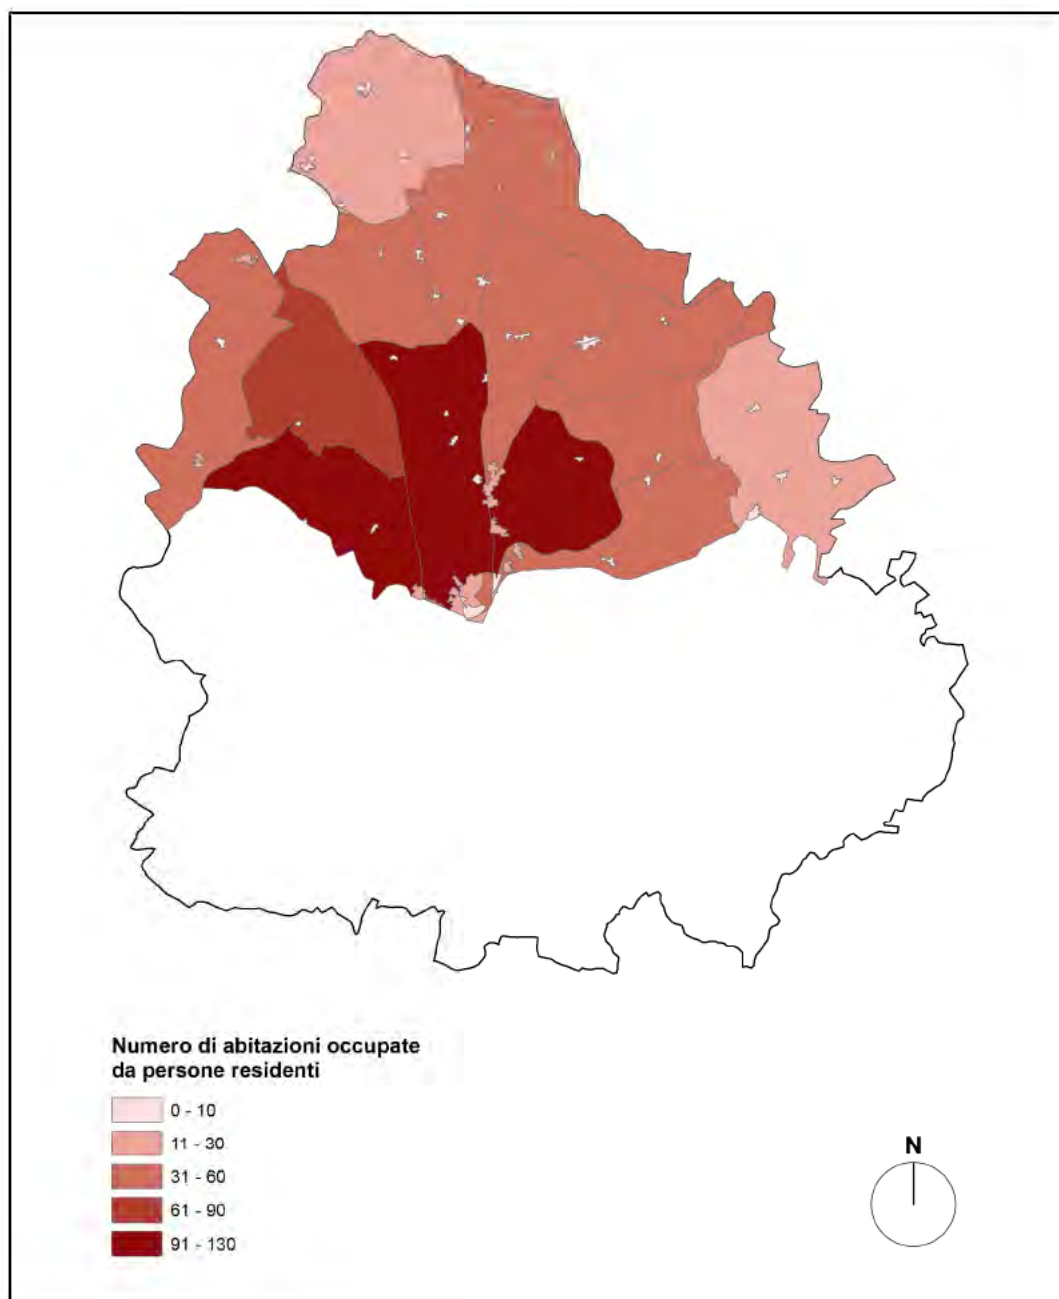 Numero di abitazioni occupate
da persone residenti
0 - 10
11 - 30
31 - 60
61 - 90
91 - 130
N